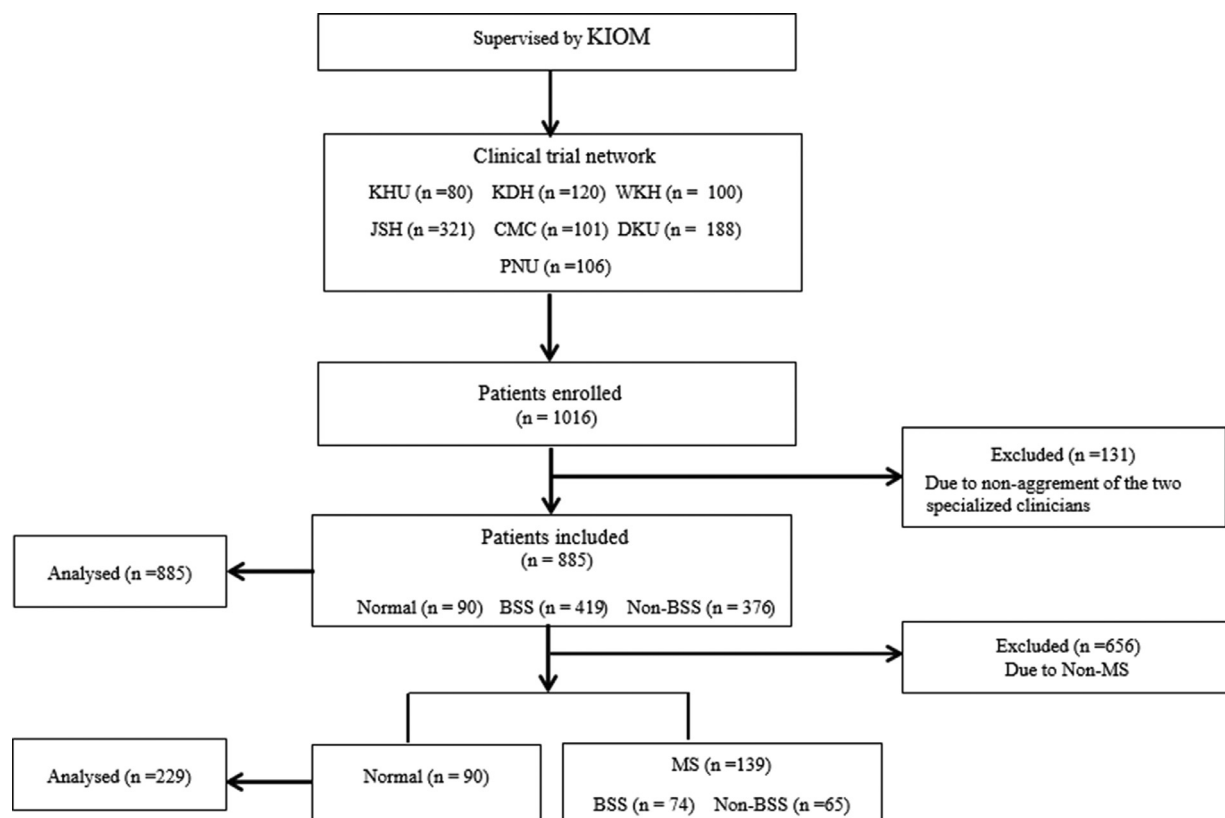 Supervised by KIOM
Clinical trial network
KHU (n =80) KDH (n =120) WKH (n = 100)
JSH (n =321) CMC (n =101) DKU (n = 188)
PNU (n =106)
Patients enrolled
(n = 1016)
Excluded (n =131)
Due to non-aggrement of the two
specialized clinicians
Patients included
(n = 885)
Normal (n = 90) BSS (n = 419) Non-BSS (n = 376)
Analysed (n =885)
Excluded (n =656)
Due to Non-MS
Analysed (n =229)
Normal (n = 90)
MS (n =139)
BSS (n = 74) Non-BSS (n =65)